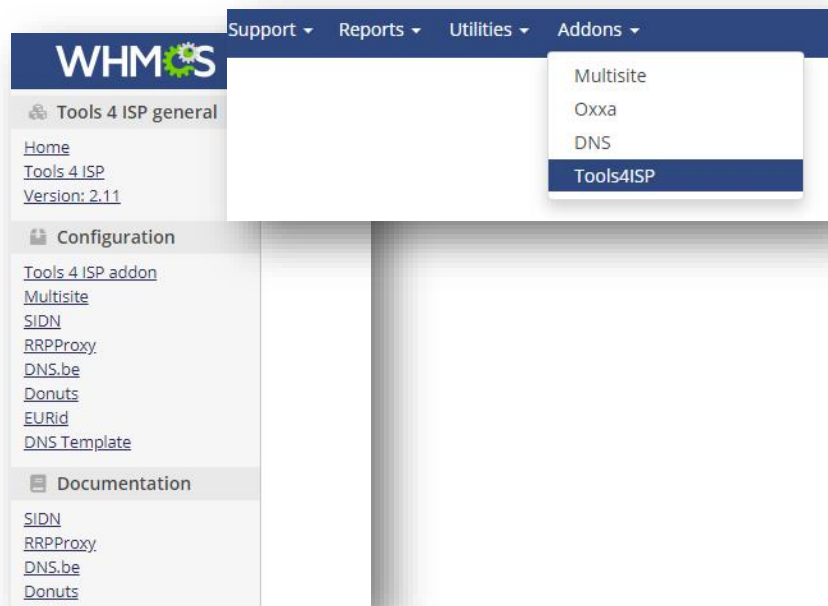 Support Reports Utilities Addons
Multisite
Oxxa
DNS
Tools4ISP
WHMCS
Tools 4 ISP general
Home
Tools 4 ISP
Version: 2.11
Configuration
Tools 4 ISP addon
Multisite
SIDN
RRPProxy
DNS.be
Donuts
EURid
DNS Template
Documentation
SIDN
RRPProxy
DNS.be
Donuts